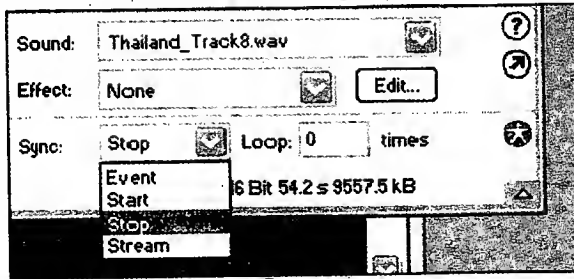 Sound: Thailand_Track8.wav
Effect: None Edit...
Sync: Stop Loop: 0 times
Event 6 Bit 54.2 s 9557.5 kB
Start
Stop
Stream